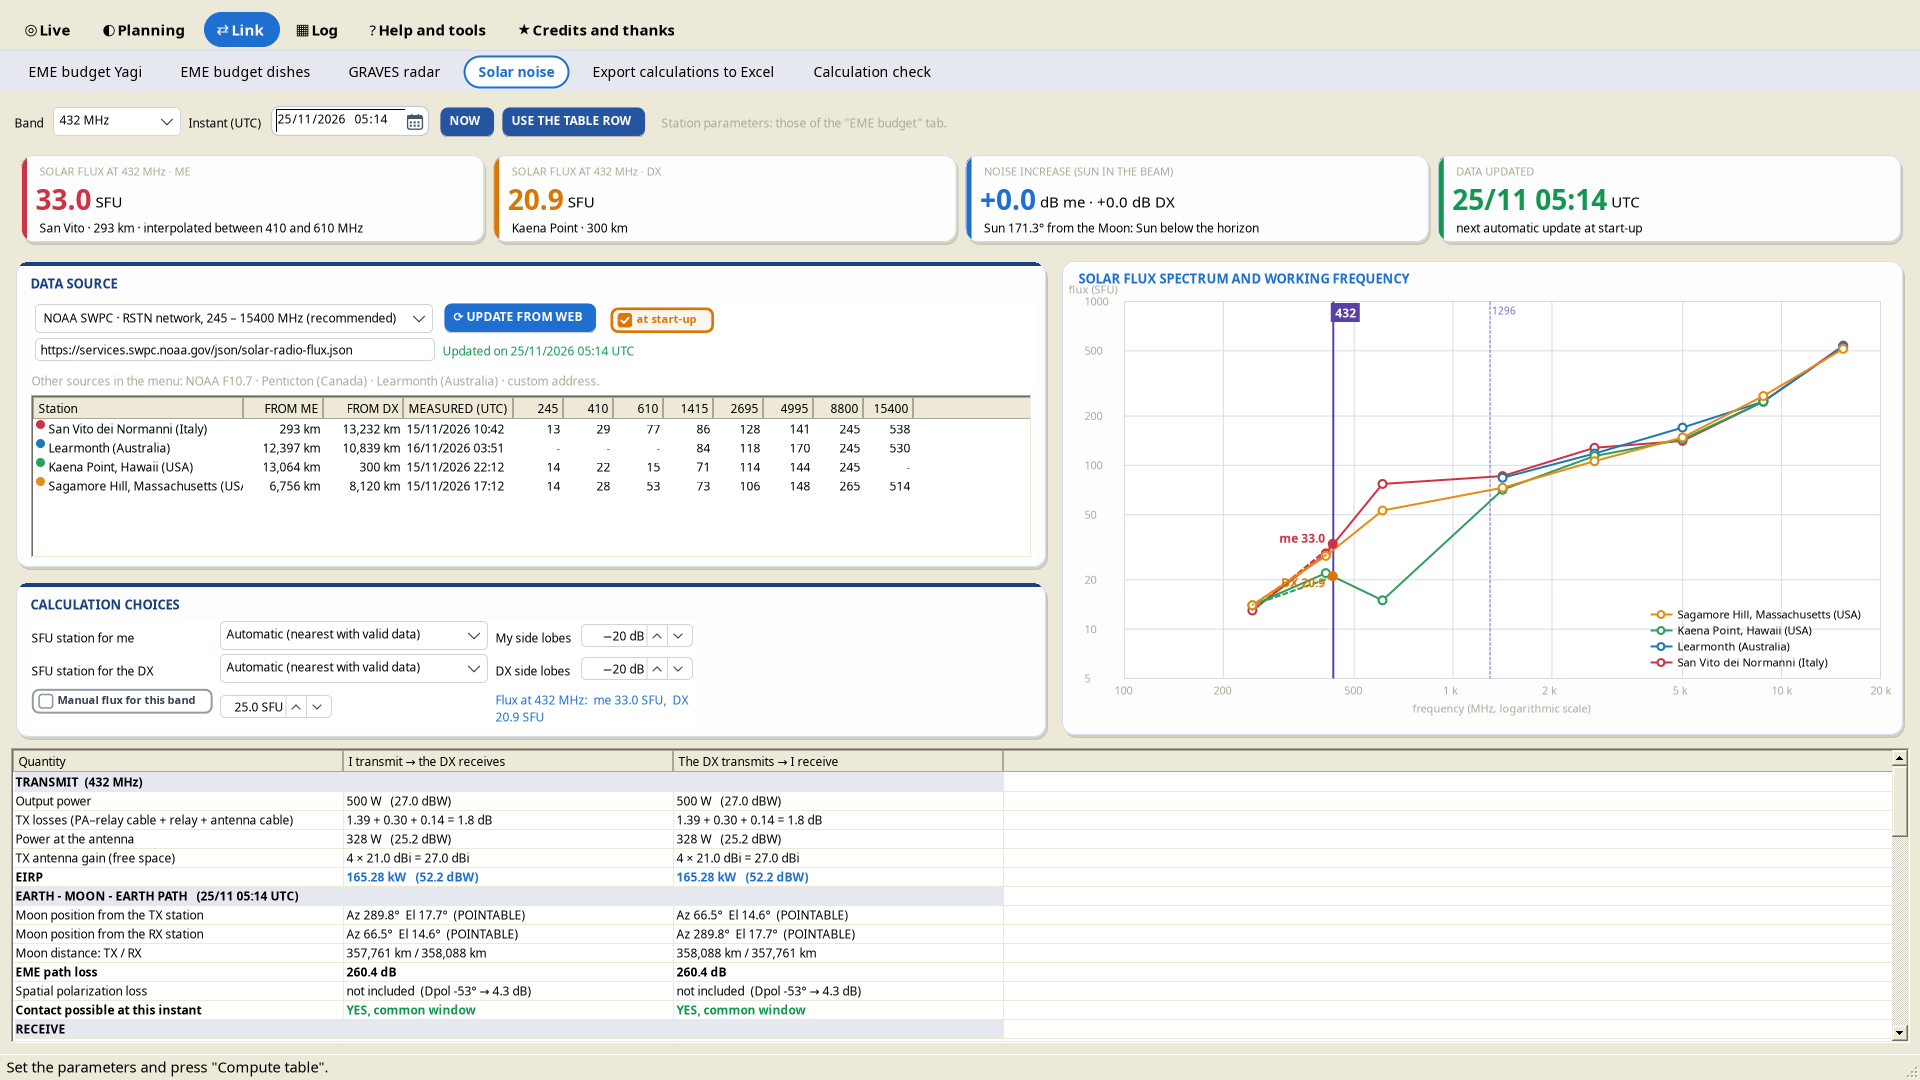 ◎ Live ◐ Planning ⇄ Link ▦ Log ? Help and tools ★ Credits and thanks
EME budget Yagi EME budget dishes GRAVES radar Solar noise Export calculations to Excel Calculation check
Band 432 MHz Instant (UTC) 25/11/2026 05:14 NOW USE THE TABLE ROW Station parameters: those of the "EME budget" tab.
SOLAR FLUX AT 432 MHz · ME
33.0 SFU
San Vito · 293 km · interpolated between 410 and 610 MHz
SOLAR FLUX AT 432 MHz · DX
20.9 SFU
Kaena Point · 300 km
NOISE INCREASE (SUN IN THE BEAM)
+0.0 dB me · +0.0 dB DX
Sun 171.3° from the Moon: Sun below the horizon
DATA UPDATED
25/11 05:14 UTC
next automatic update at start-up
DATA SOURCE
NOAA SWPC · RSTN network, 245 – 15400 MHz (recommended) ⟳ UPDATE FROM WEB at start-up
https://services.swpc.noaa.gov/json/solar-radio-flux.json Updated on 25/11/2026 05:14 UTC
Other sources in the menu: NOAA F10.7 · Penticton (Canada) · Learmonth (Australia) · custom address.
Station FROM ME FROM DX MEASURED (UTC) 245 410 610 1415 2695 4995 8800 15400
San Vito dei Normanni (Italy) 293 km 13,232 km 15/11/2026 10:42 13 29 77 86 128 141 245 538
Learmonth (Australia) 12,397 km 10,839 km 16/11/2026 03:51 - - - 84 118 170 245 530
Kaena Point, Hawaii (USA) 13,064 km 300 km 15/11/2026 22:12 14 22 15 71 114 144 245 -
Sagamore Hill, Massachusetts (USA 6,756 km 8,120 km 15/11/2026 17:12 14 28 53 73 106 148 265 514
CALCULATION CHOICES
SFU station for me Automatic (nearest with valid data) My side lobes −20 dB
SFU station for the DX Automatic (nearest with valid data) DX side lobes −20 dB
Manual flux for this band 25.0 SFU Flux at 432 MHz: me 33.0 SFU, DX
20.9 SFU
SOLAR FLUX SPECTRUM AND WORKING FREQUENCY
flux (SFU)
1000
500
200
100
50
20
10
5
432
1296
me 33.0
DX 20.9
Sagamore Hill, Massachusetts (USA)
Kaena Point, Hawaii (USA)
Learmonth (Australia)
San Vito dei Normanni (Italy)
100 200 500 1 k 2 k 5 k 10 k 20 k
frequency (MHz, logarithmic scale)
Quantity I transmit → the DX receives The DX transmits → I receive
TRANSMIT (432 MHz)
Output power 500 W (27.0 dBW) 500 W (27.0 dBW)
TX losses (PA–relay cable + relay + antenna cable) 1.39 + 0.30 + 0.14 = 1.8 dB 1.39 + 0.30 + 0.14 = 1.8 dB
Power at the antenna 328 W (25.2 dBW) 328 W (25.2 dBW)
TX antenna gain (free space) 4 × 21.0 dBi = 27.0 dBi 4 × 21.0 dBi = 27.0 dBi
EIRP 165.28 kW (52.2 dBW) 165.28 kW (52.2 dBW)
EARTH - MOON - EARTH PATH (25/11 05:14 UTC)
Moon position from the TX station Az 289.8° El 17.7° (POINTABLE) Az 66.5° El 14.6° (POINTABLE)
Moon position from the RX station Az 66.5° El 14.6° (POINTABLE) Az 289.8° El 17.7° (POINTABLE)
Moon distance: TX / RX 357,761 km / 358,088 km 358,088 km / 357,761 km
EME path loss 260.4 dB 260.4 dB
Spatial polarization loss not included (Dpol -53° → 4.3 dB) not included (Dpol -53° → 4.3 dB)
Contact possible at this instant YES, common window YES, common window
RECEIVE
Set the parameters and press "Compute table".